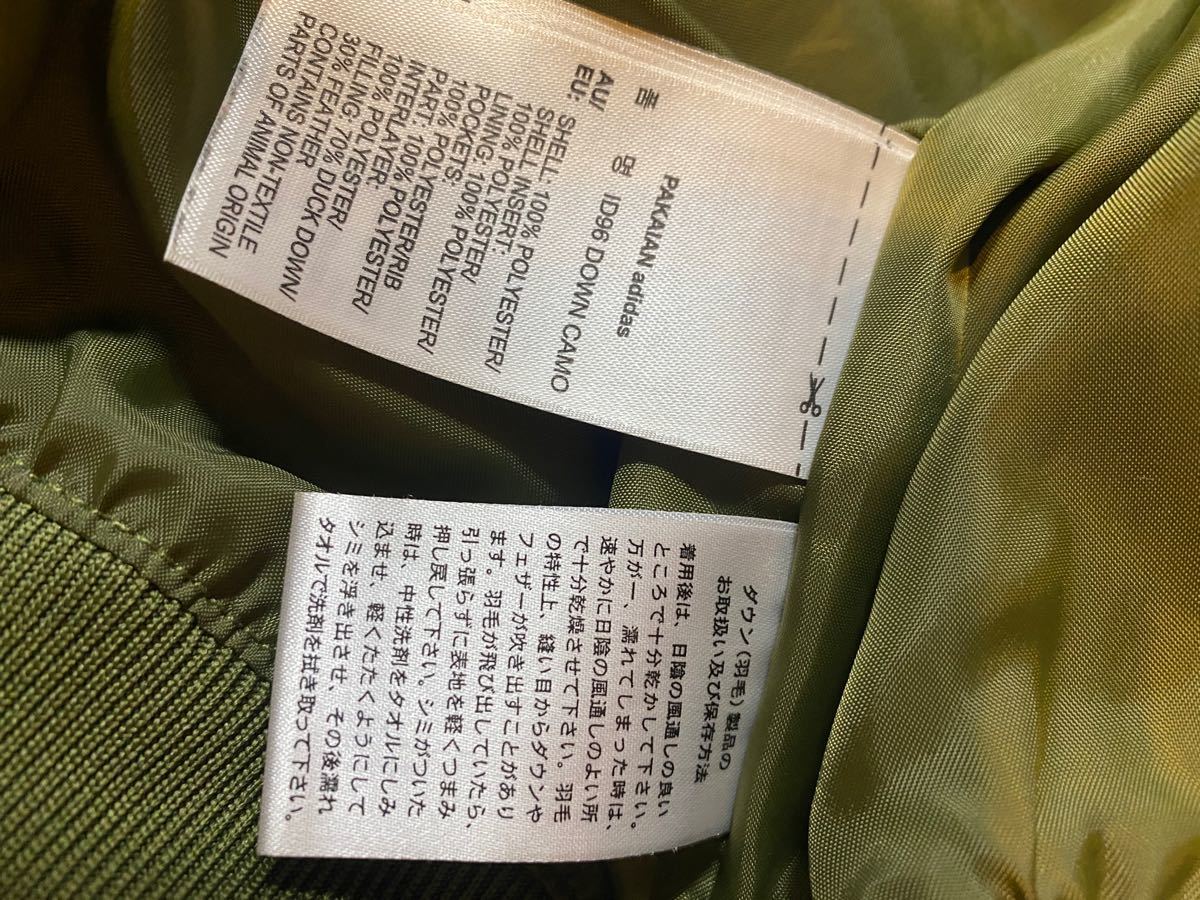 PAKAIAN adidas
품 명 ID96 DOWN CAMO
AU/
EU:
SHELL 100% POLYESTER/
SHELL INSERT:
100% POLYESTER/
LINING 100%
POLYESTER/
POCKETS:
100% POLYESTER/
PART: 100%
POLYESTER/RIB
INTERLAYER:
100% POLYESTER/
FILLING 70% DUCK DOWN/
30% FEATHER
CONTAINS NON-TEXTILE
PARTS OF ANIMAL ORIGIN
ダウン(羽毛)製品の
お取扱い及び保存方法
着用後は、日陰の風通しの良い
ところで十分乾かして下さい。
万が一、濡れてしまった時は、
速やかに日陰の風通しのよい所
で十分乾燥させて下さい。羽毛
の特性上、縫い目からダウンや
フェザーが吹き出すことがあり
ます。羽毛が飛び出していたら、
引っ張らずに表地を軽くつまみ
押し戻して下さい。シミがついた
時は、中性洗剤をタオルにしみ
込ませ、軽くたたくようにして
シミを浮き出させ、その後濡れ
タオルで洗剤を拭き取って下さい。